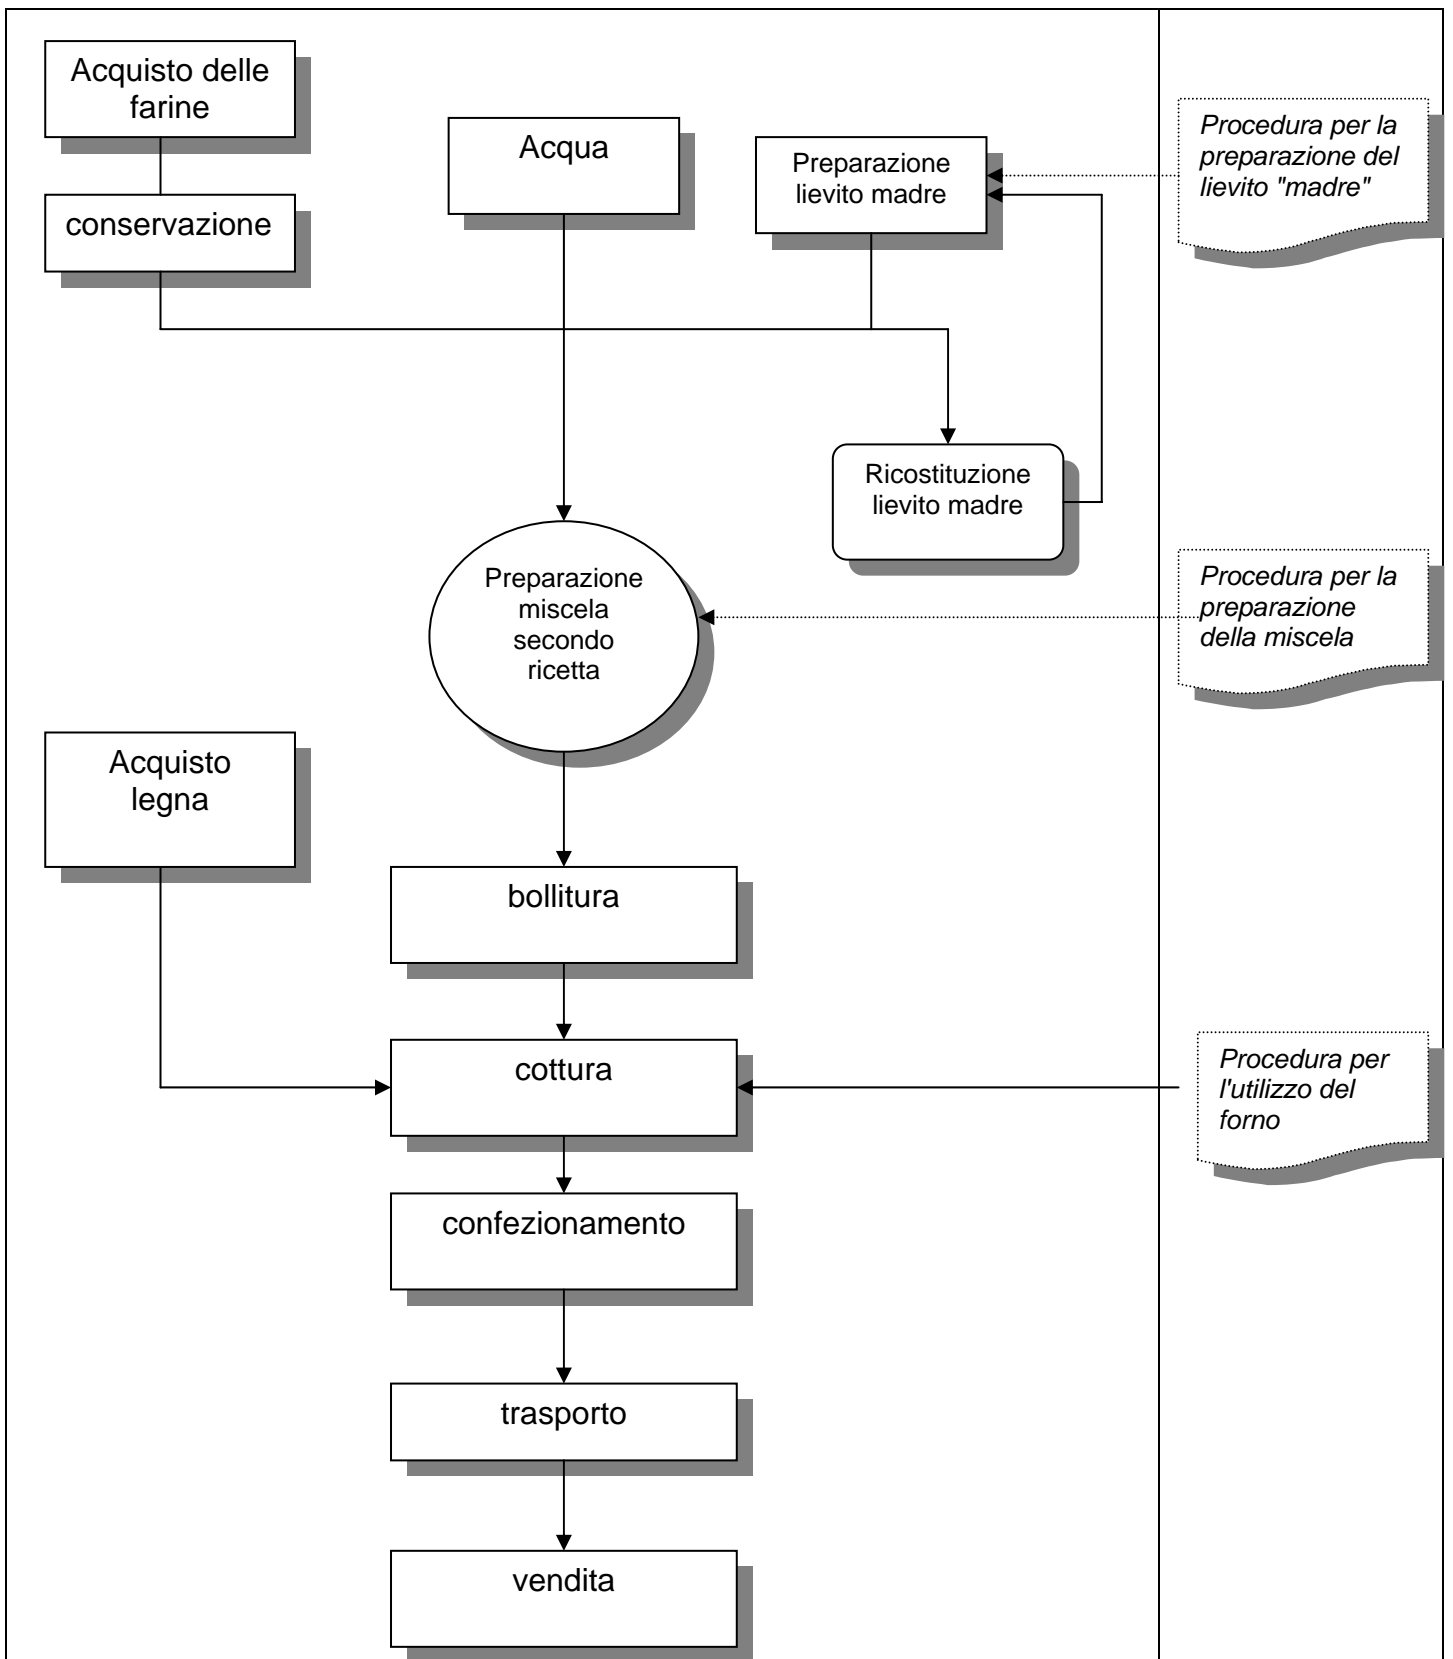 Acquisto delle
farine
Acqua
Preparazione
lievito madre
Procedura per la
preparazione del
lievito "madre"
conservazione
Ricostituzione
lievito madre
Preparazione
miscela
secondo
ricetta
Procedura per la
preparazione
della miscela
Acquisto
legna
bollitura
cottura
Procedura per
l'utilizzo del
forno
confezionamento
trasporto
vendita